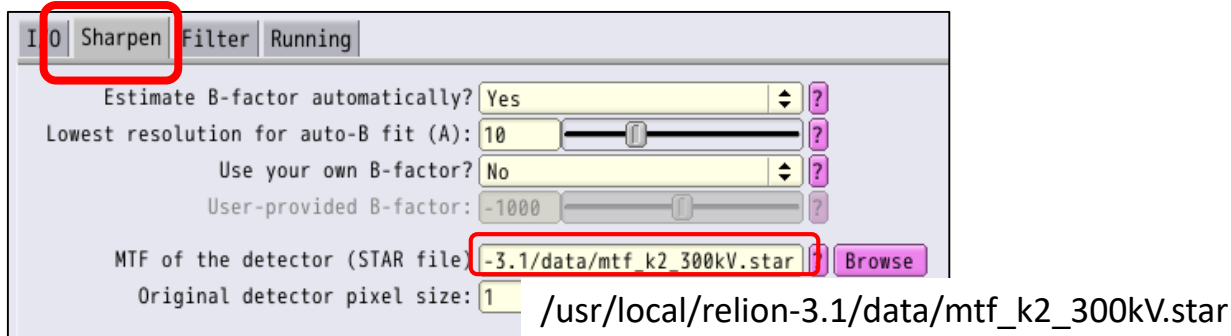 I/O Sharpen Filter Running
Estimate B-factor automatically? Yes ?
Lowest resolution for auto-B fit (A): 10 ?
Use your own B-factor? No ?
User-provided B-factor: -1000 ?
MTF of the detector (STAR file) -3.1/data/mtf_k2_300kV.star ? Browse
Original detector pixel size: 1
/usr/local/relion-3.1/data/mtf_k2_300kV.star